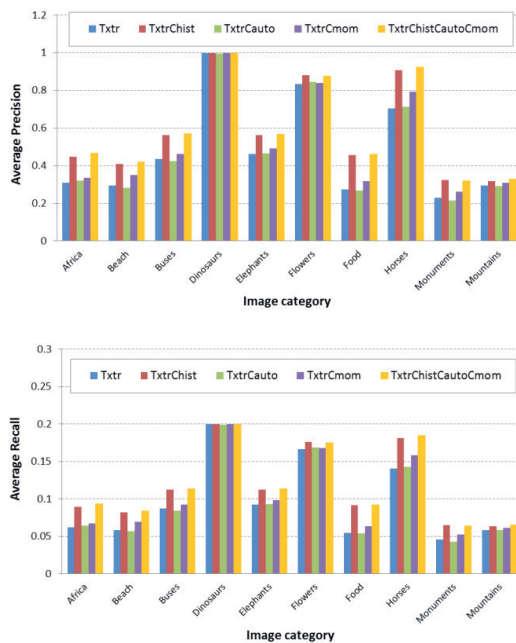 1.2
Txtr TxtrChist TxtrCauto TxtrCmom TxtrChistCautoCmom
1
0.8
0.6
0.4
0.2
0
Average Precision
Africa Beach Buses Dinosaurs Elephants Flowers Food Horses Monuments Mountains
Image category
0.3
Txtr TxtrChist TxtrCauto TxtrCmom TxtrChistCautoCmom
0.25
0.2
0.15
0.1
0.05
0
Average Recall
Africa Beach Buses Dinosaurs Elephants Flowers Food Horses Monuments Mountains
Image category